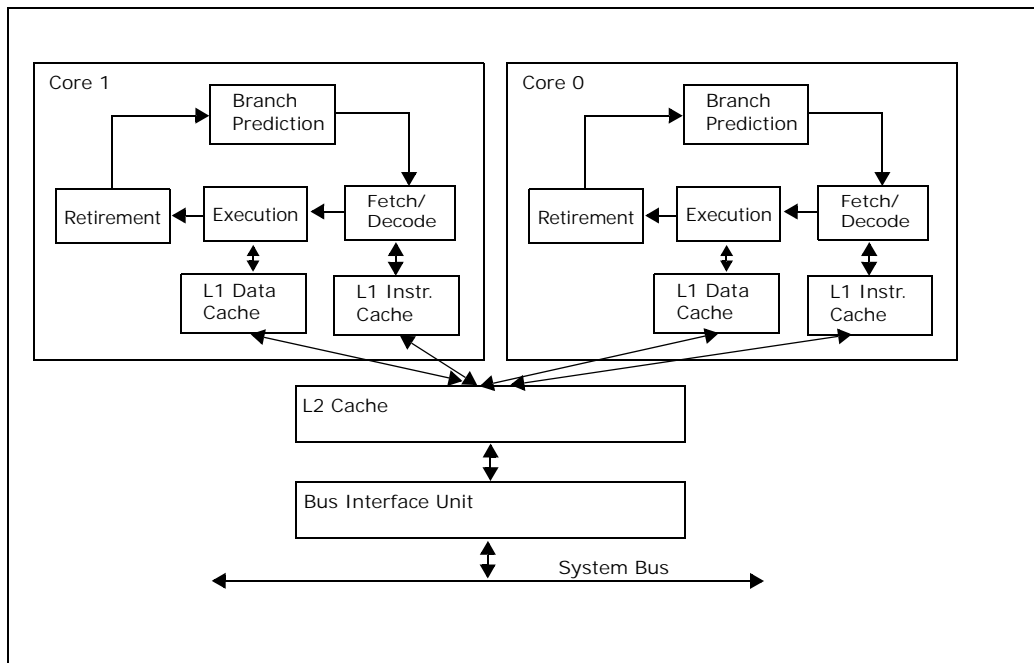 Core 1
Branch
Prediction
Retirement
Execution
Fetch/
Decode
L1 Data
Cache
L1 Instr.
Cache
Core 0
Branch
Prediction
Retirement
Execution
Fetch/
Decode
L1 Data
Cache
L1 Instr.
Cache
L2 Cache
Bus Interface Unit
System Bus